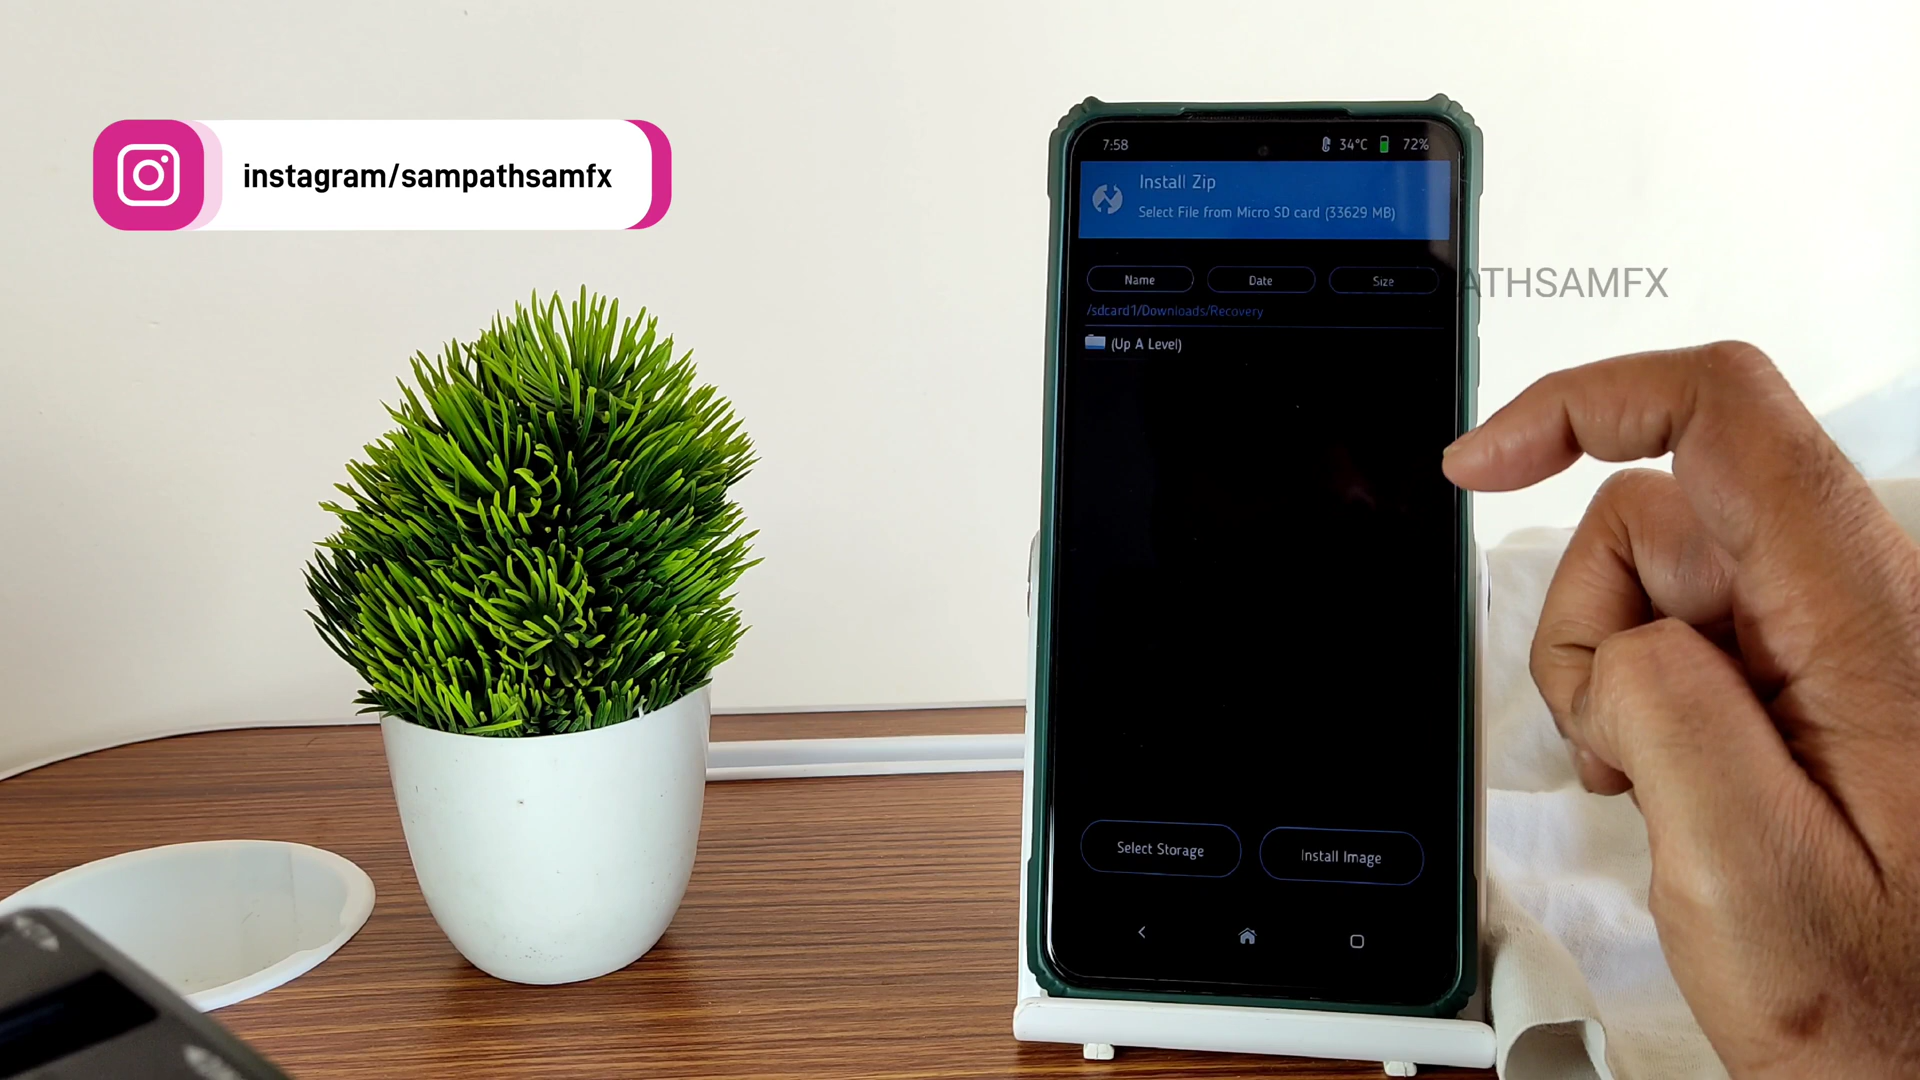 instagram/sampathsamfx
7:58 34°C 72%
Install Zip
Select File from Micro SD card (33629 MB)
Name Date Size
ATHSAMFX
/sdcard1/Downloads/Recovery
(Up A Level)
Select Storage Install Image